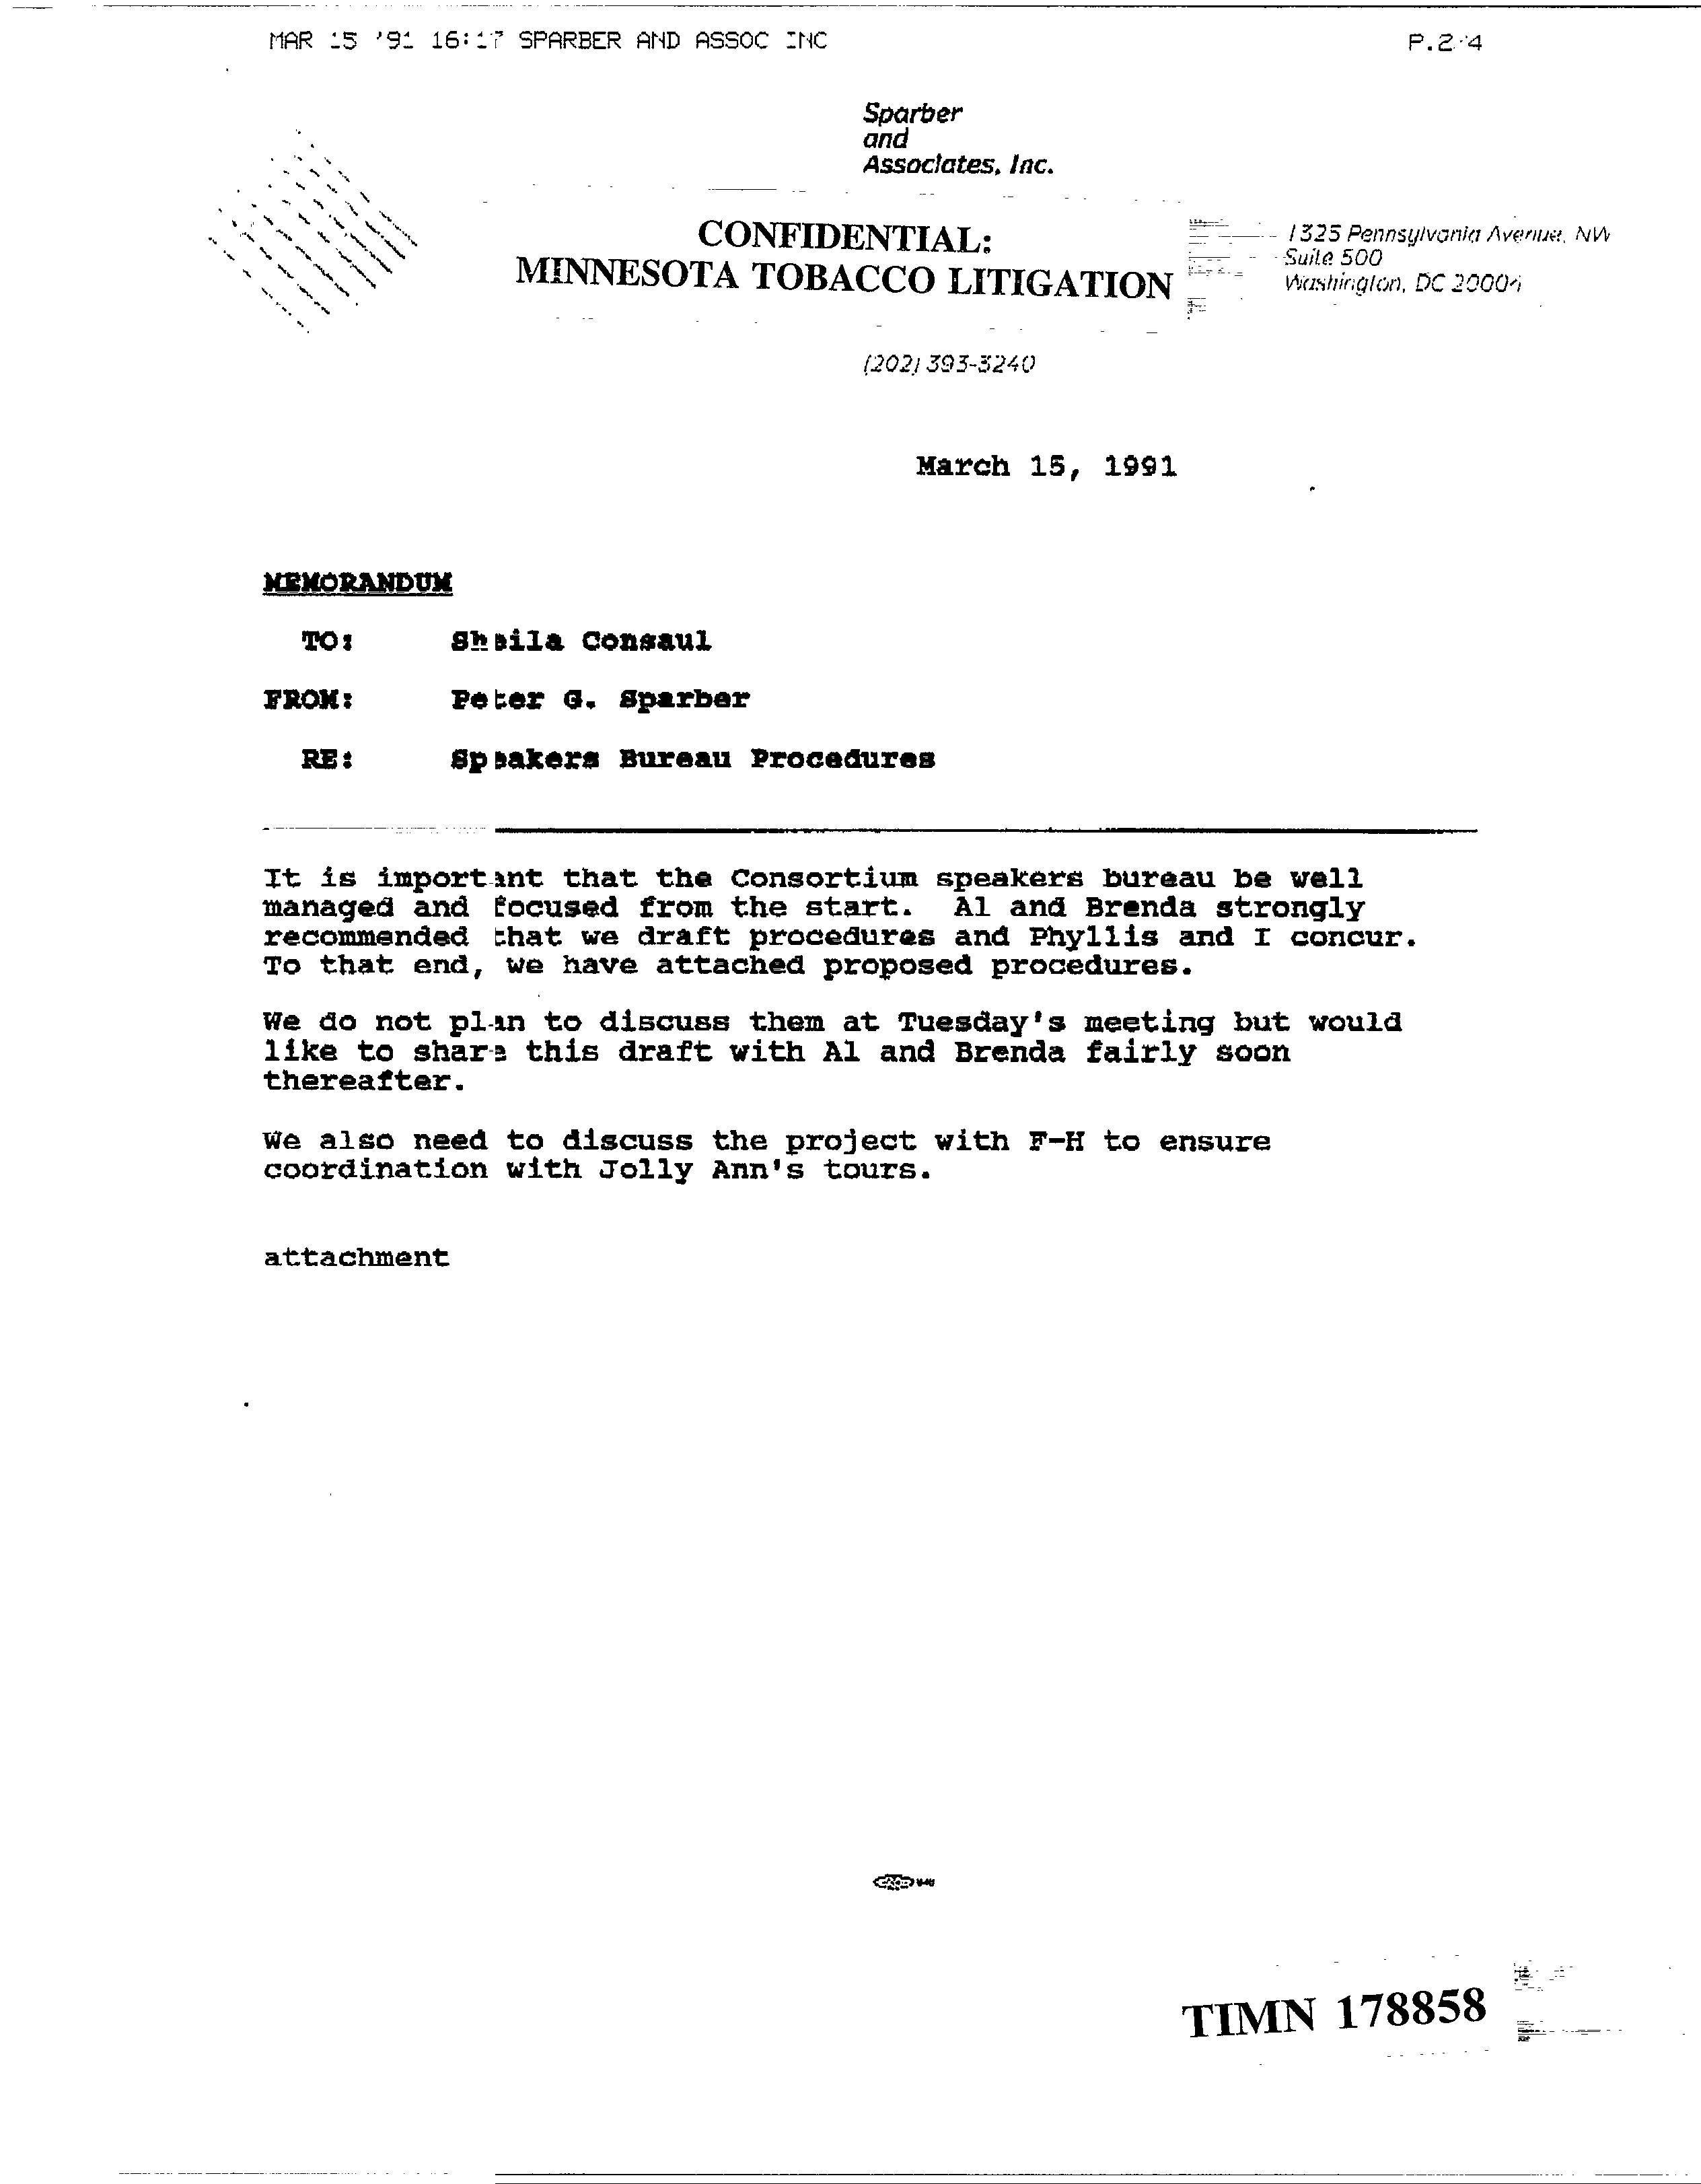 MAR 15 '91 16:17 SPARBER AND ASSOC INC P.2/4
Sparber
and
Associates, Inc.
CONFIDENTIAL:
MINNESOTA TOBACCO LITIGATION
1325 Pennsylvania Avenue, NW
Suite 500
Washington, DC 20004
(202) 393-3240
March 15, 1991
MEMORANDUM
TO: Sheila Consaul
FROM: Peter G. Sparber
RE: Speakers Bureau Procedures
It is important that the Consortium speakers bureau be well
managed and focused from the start. Al and Brenda strongly
recommended that we draft procedures and Phyllis and I concur.
To that end, we have attached proposed procedures.
We do not plan to discuss them at Tuesday's meeting but would
like to share this draft with Al and Brenda fairly soon
thereafter.
We also need to discuss the project with F-H to ensure
coordination with Jolly Ann's tours.
attachment
TIMN 178858